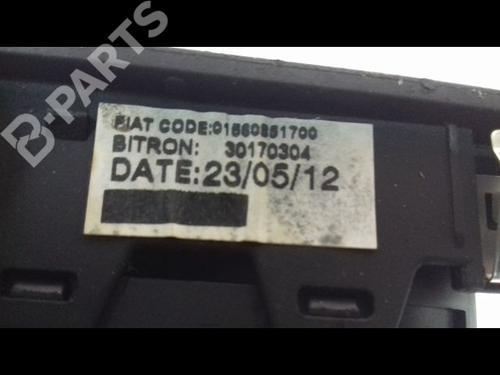 B-PARTS
FIAT CODE:01560851700
BITRON: 30170304
DATE:23/05/12